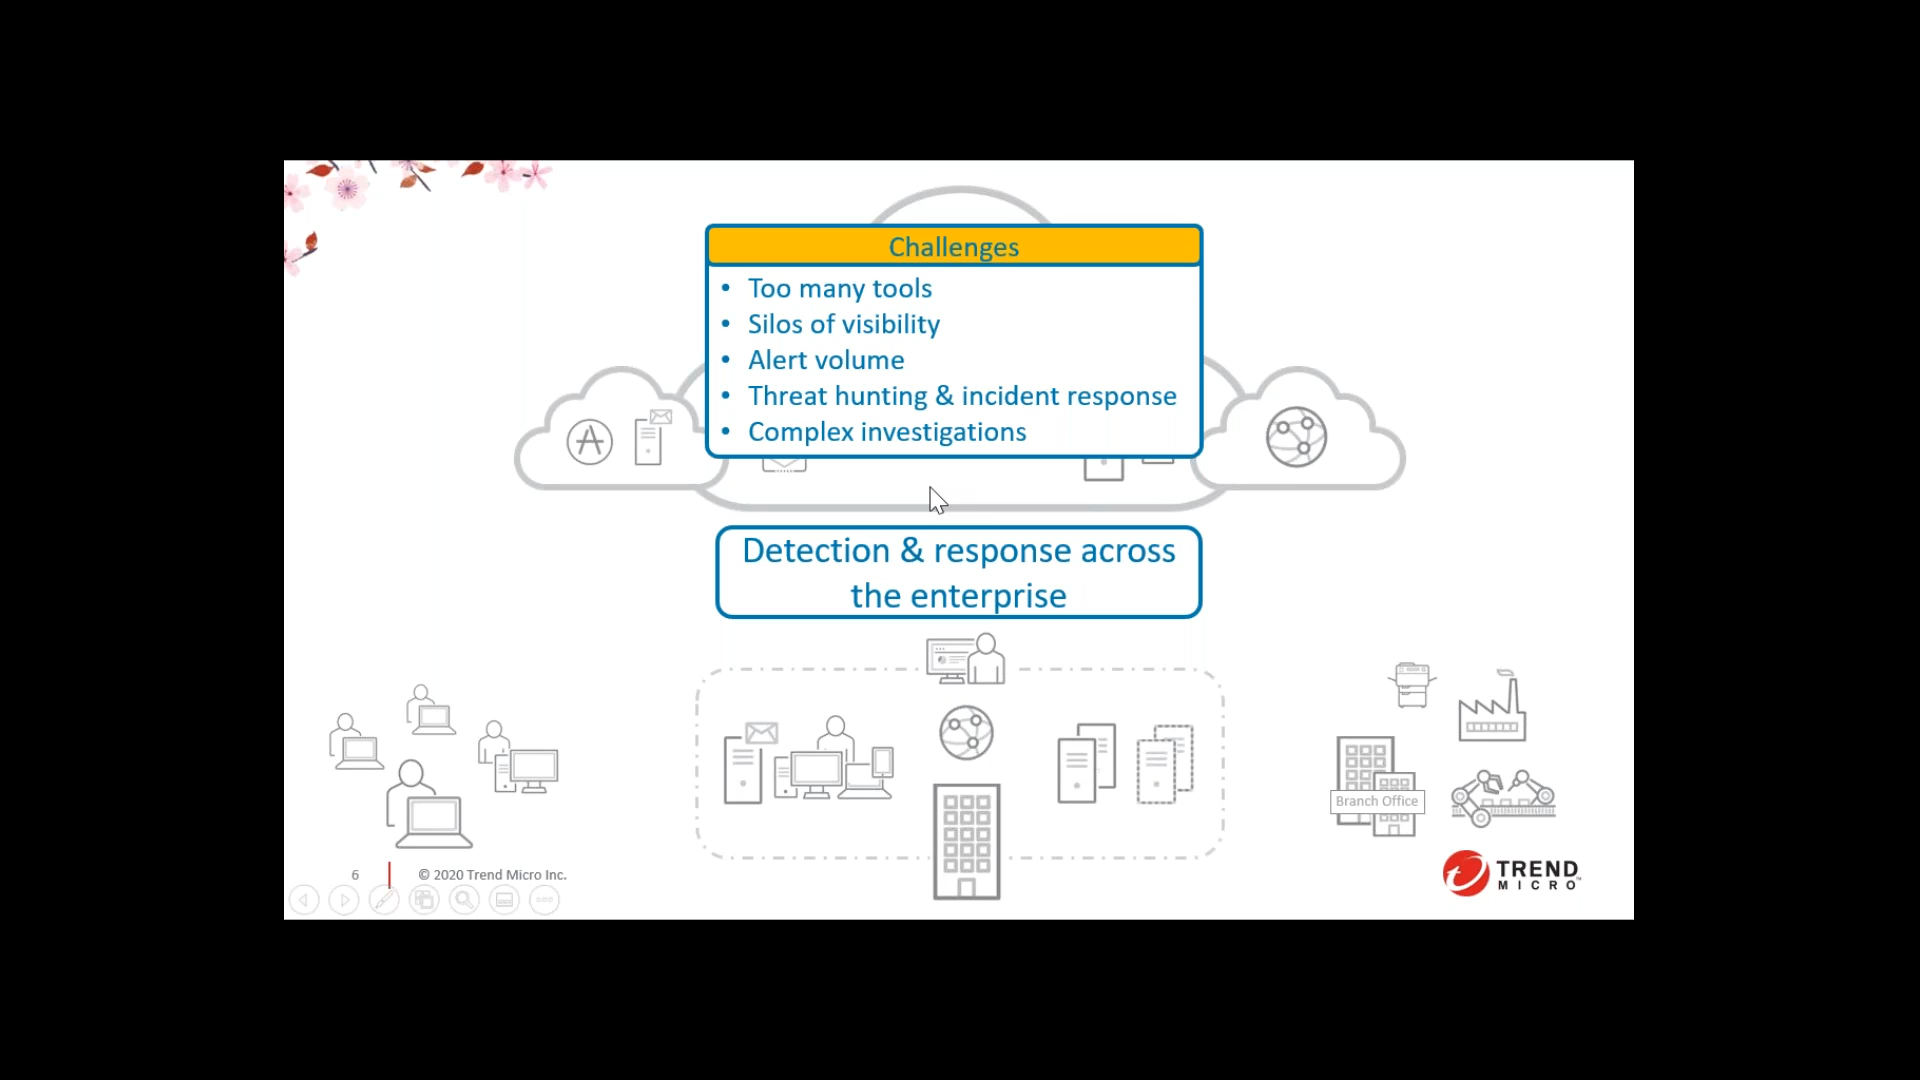 Challenges
• Too many tools
• Silos of visibility
• Alert volume
• Threat hunting & incident response
• Complex investigations
Detection & response across
the enterprise
Branch Office
6
© 2020 Trend Micro Inc.
TREND
MICRO™